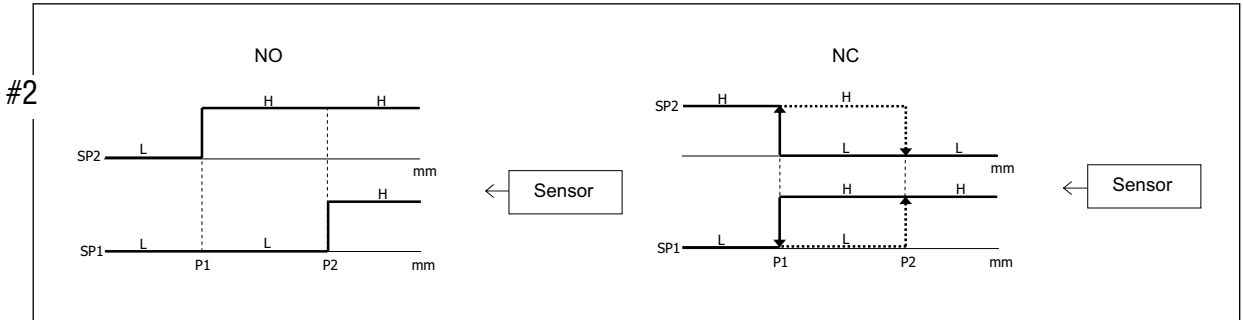 #2
NO
H H
SP2 L
mm
H
SP1 L L
P1 P2 mm
Sensor
NC
SP2 H H
L L
mm
H H
SP1 L L
P1 P2 mm
Sensor